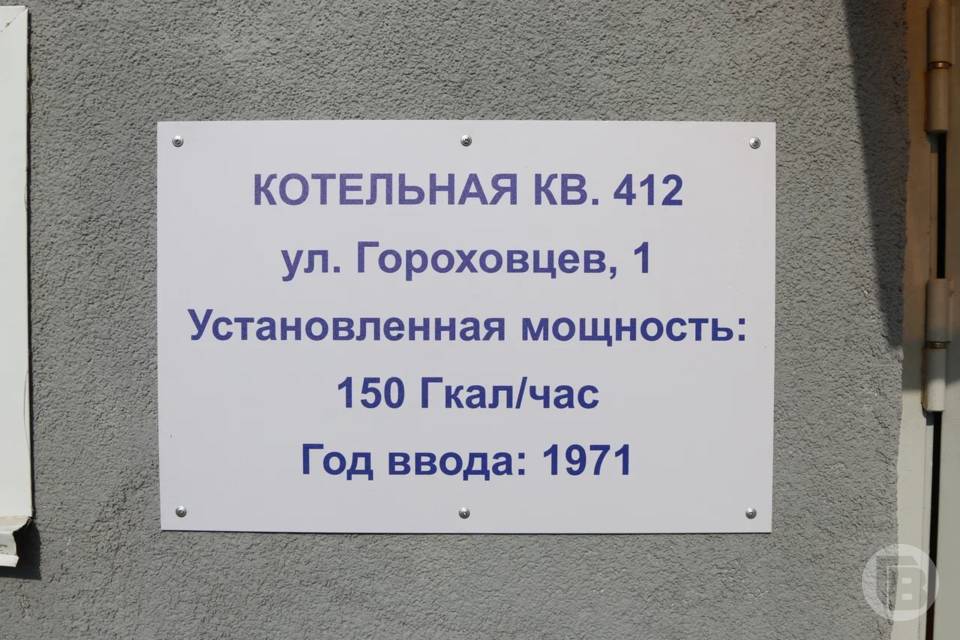 КОТЕЛЬНАЯ КВ. 412
ул. Гороховцев, 1
Установленная мощность:
150 Гкал/час
Год ввода: 1971